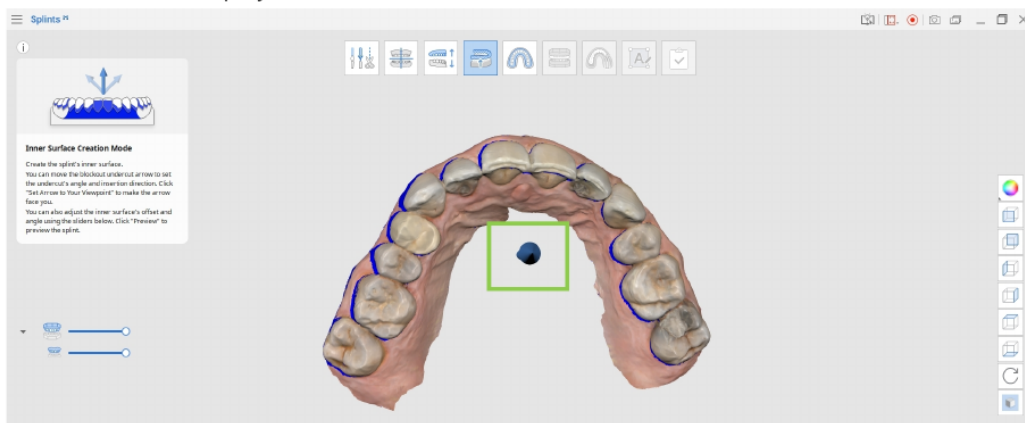 Splints
Inner Surface Creation Mode
Create the splint's inner surface.
You can move the blockout undercut arrow to set
the undercut's angle and insertion direction. Click
"Set Arrow to Your Viewpoint" to make the arrow
face you.
You can also adjust the inner surface's offset and
angle using the sliders below. Click "Preview" to
preview the splint.